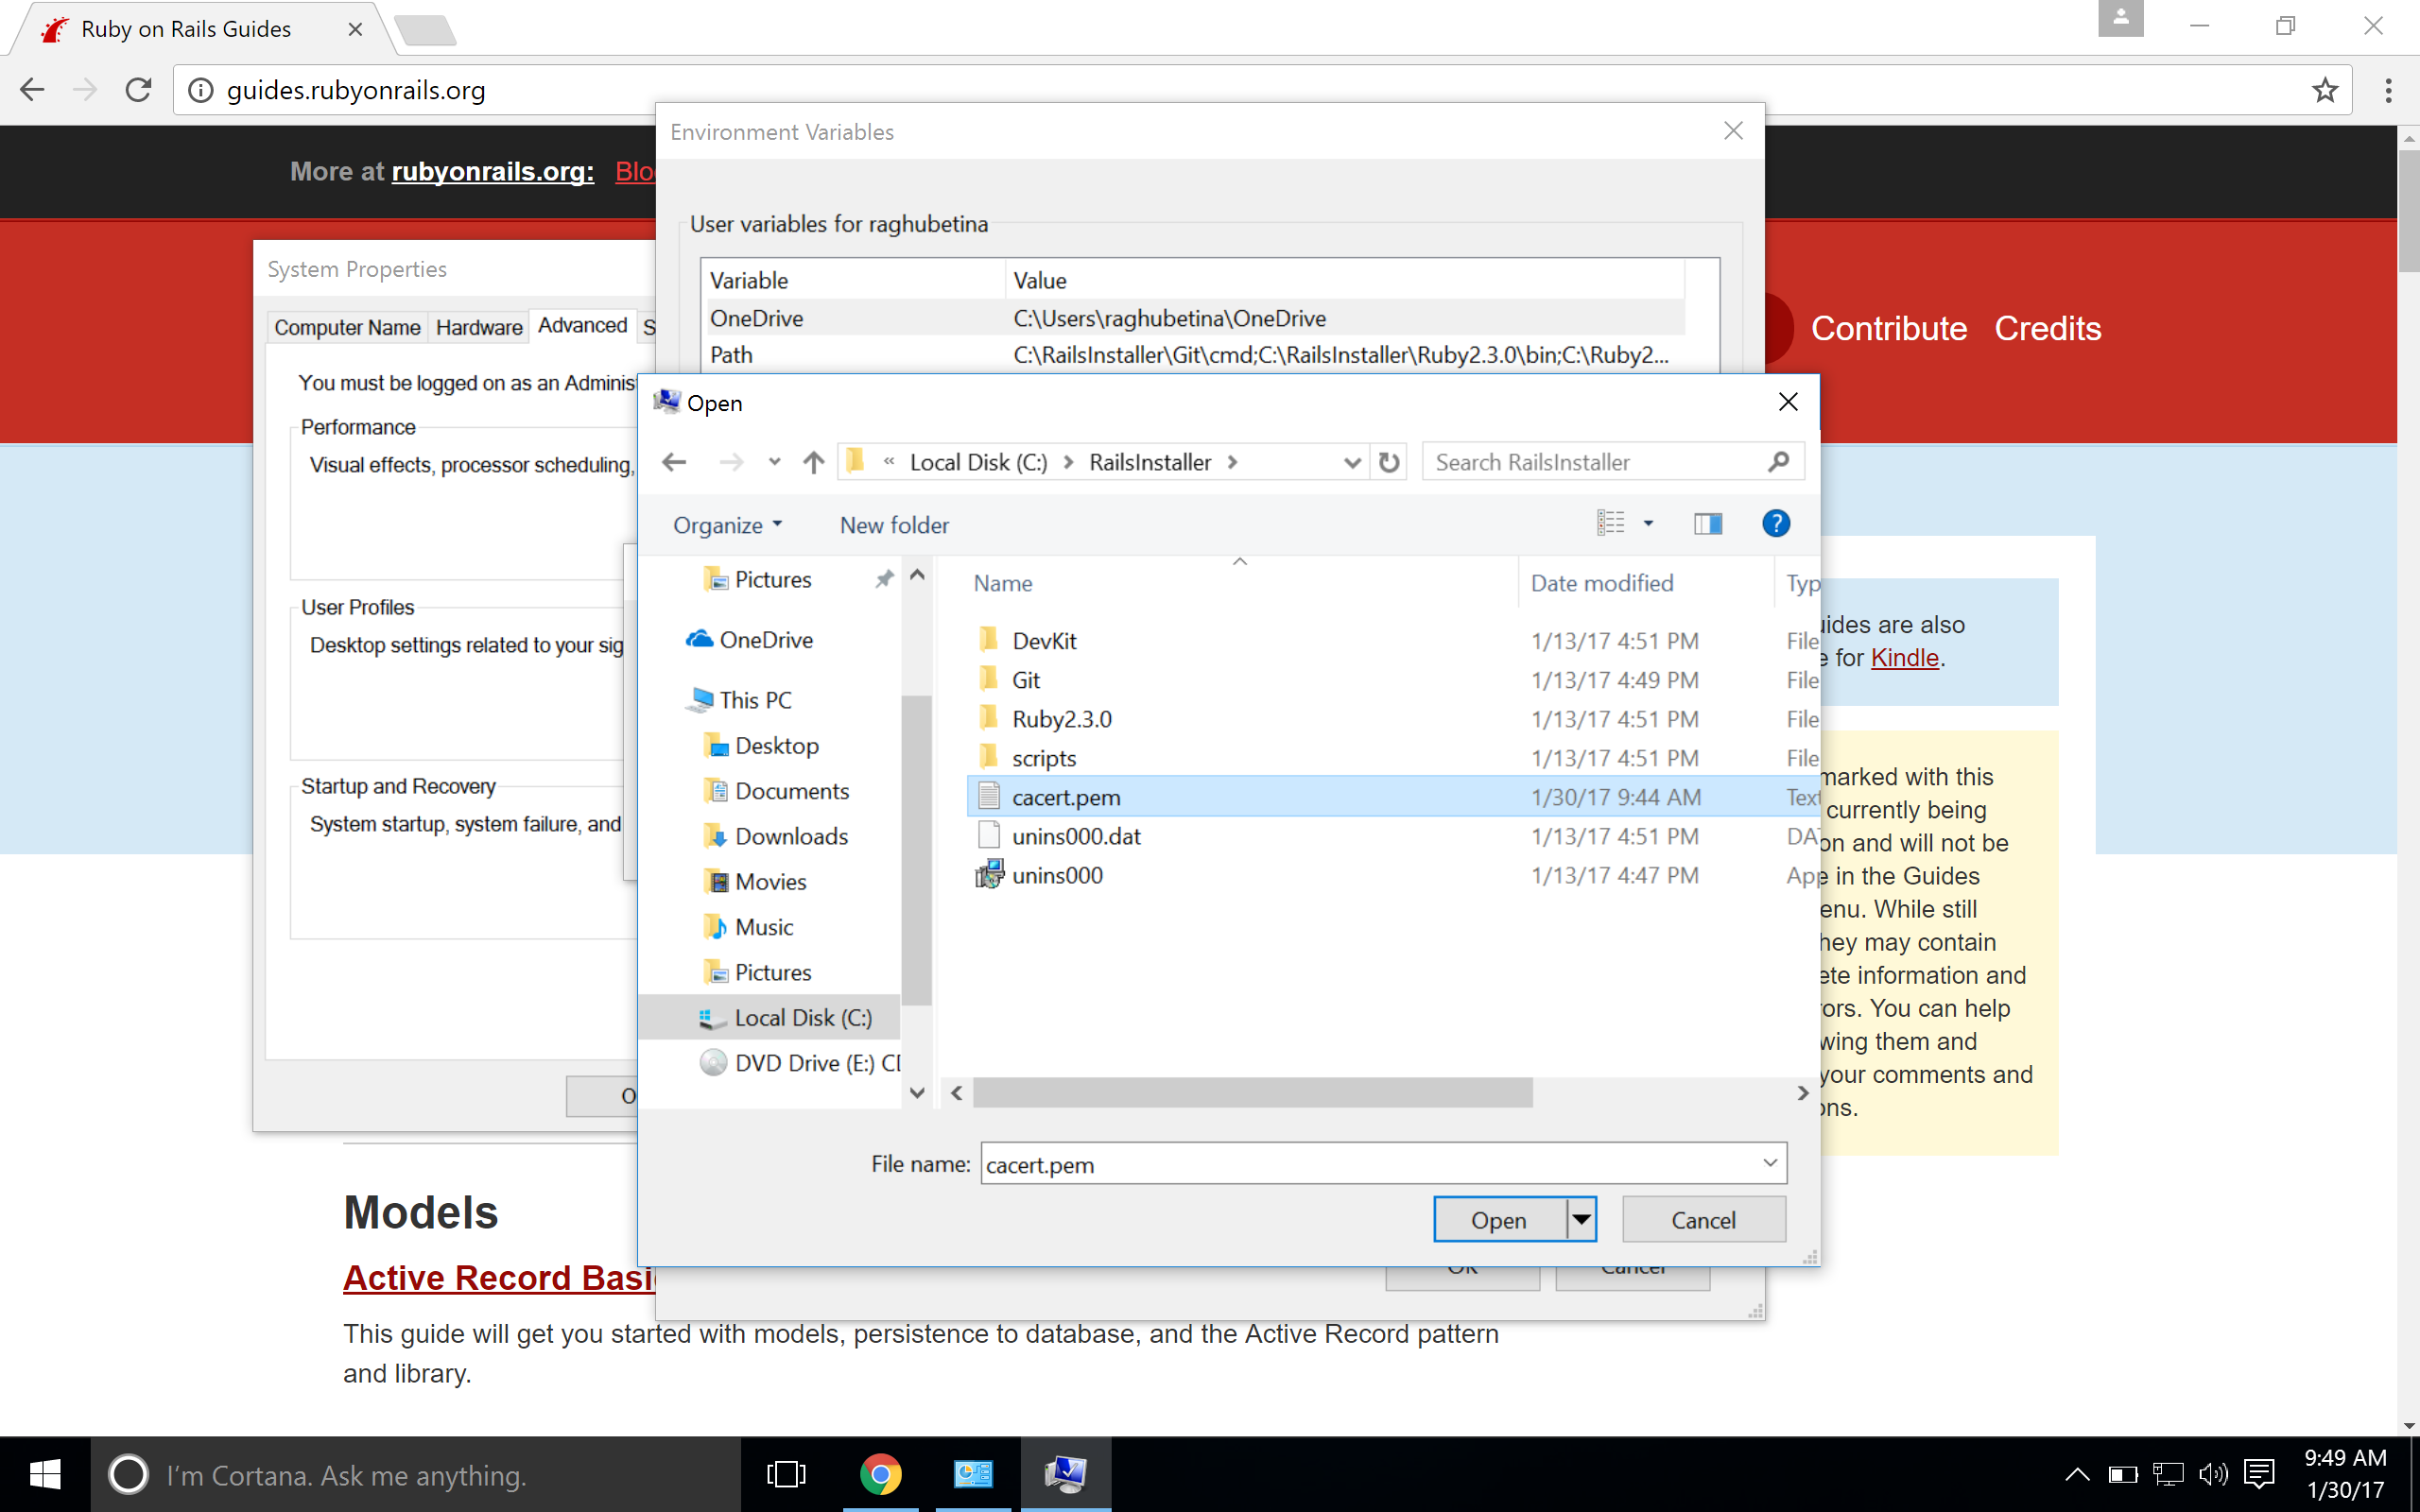 Ruby on Rails Guides
guides.rubyonrails.org
More at rubyonrails.org:
Contribute Credits
Environment Variables
User variables for raghubetina
Variable Value
OneDrive C:\Users\raghubetina\OneDrive
Path C:\RailsInstaller\Git\cmd;C:\RailsInstaller\Ruby2.3.0\bin;C:\Ruby2...
System Properties
Computer Name Hardware Advanced S
You must be logged on as an Adminis
Performance
Visual effects, processor scheduling,
User Profiles
Desktop settings related to your sig
Startup and Recovery
System startup, system failure, and
Open
« Local Disk (C:) > RailsInstaller >
Search RailsInstaller
Organize New folder
Pictures
OneDrive
This PC
Desktop
Documents
Downloads
Movies
Music
Pictures
Local Disk (C:)
DVD Drive (E:)
Name Date modified Typ
DevKit 1/13/17 4:51 PM File
Git 1/13/17 4:49 PM File
Ruby2.3.0 1/13/17 4:51 PM File
scripts 1/13/17 4:51 PM File
cacert.pem 1/30/17 9:44 AM Text
unins000.dat 1/13/17 4:51 PM DA
unins000 1/13/17 4:47 PM App
File name: cacert.pem
Open Cancel
OK Cancel
uides are also
e for Kindle.
marked with this
currently being
on and will not be
e in the Guides
enu. While still
hey may contain
ete information and
rors. You can help
wing them and
your comments and
ons.
Models
Active Record Basi
This guide will get you started with models, persistence to database, and the Active Record pattern
and library.
I'm Cortana. Ask me anything.
9:49 AM
1/30/17